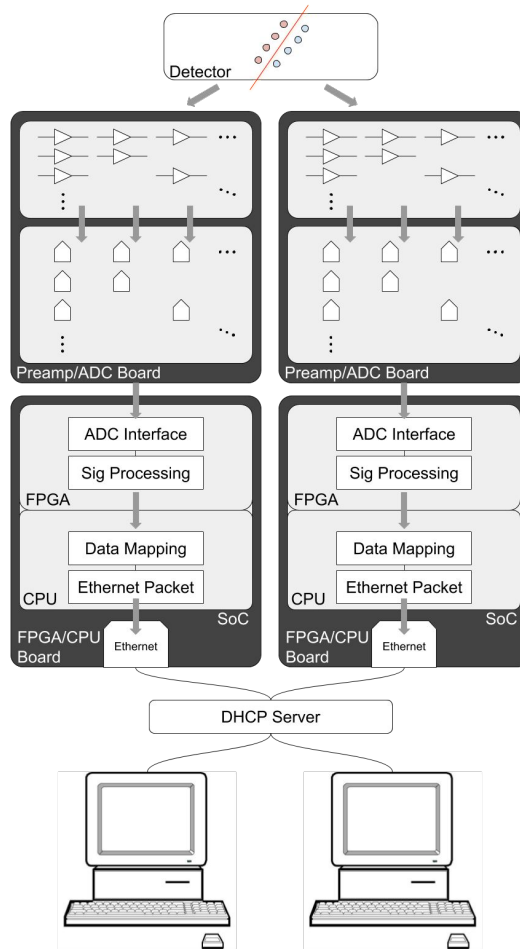 Detector
Preamp/ADC Board
Preamp/ADC Board
ADC Interface
Sig Processing
FPGA
Data Mapping
Ethernet Packet
CPU
SoC
FPGA/CPU
Board
Ethernet
ADC Interface
Sig Processing
FPGA
Data Mapping
Ethernet Packet
CPU
SoC
FPGA/CPU
Board
Ethernet
DHCP Server